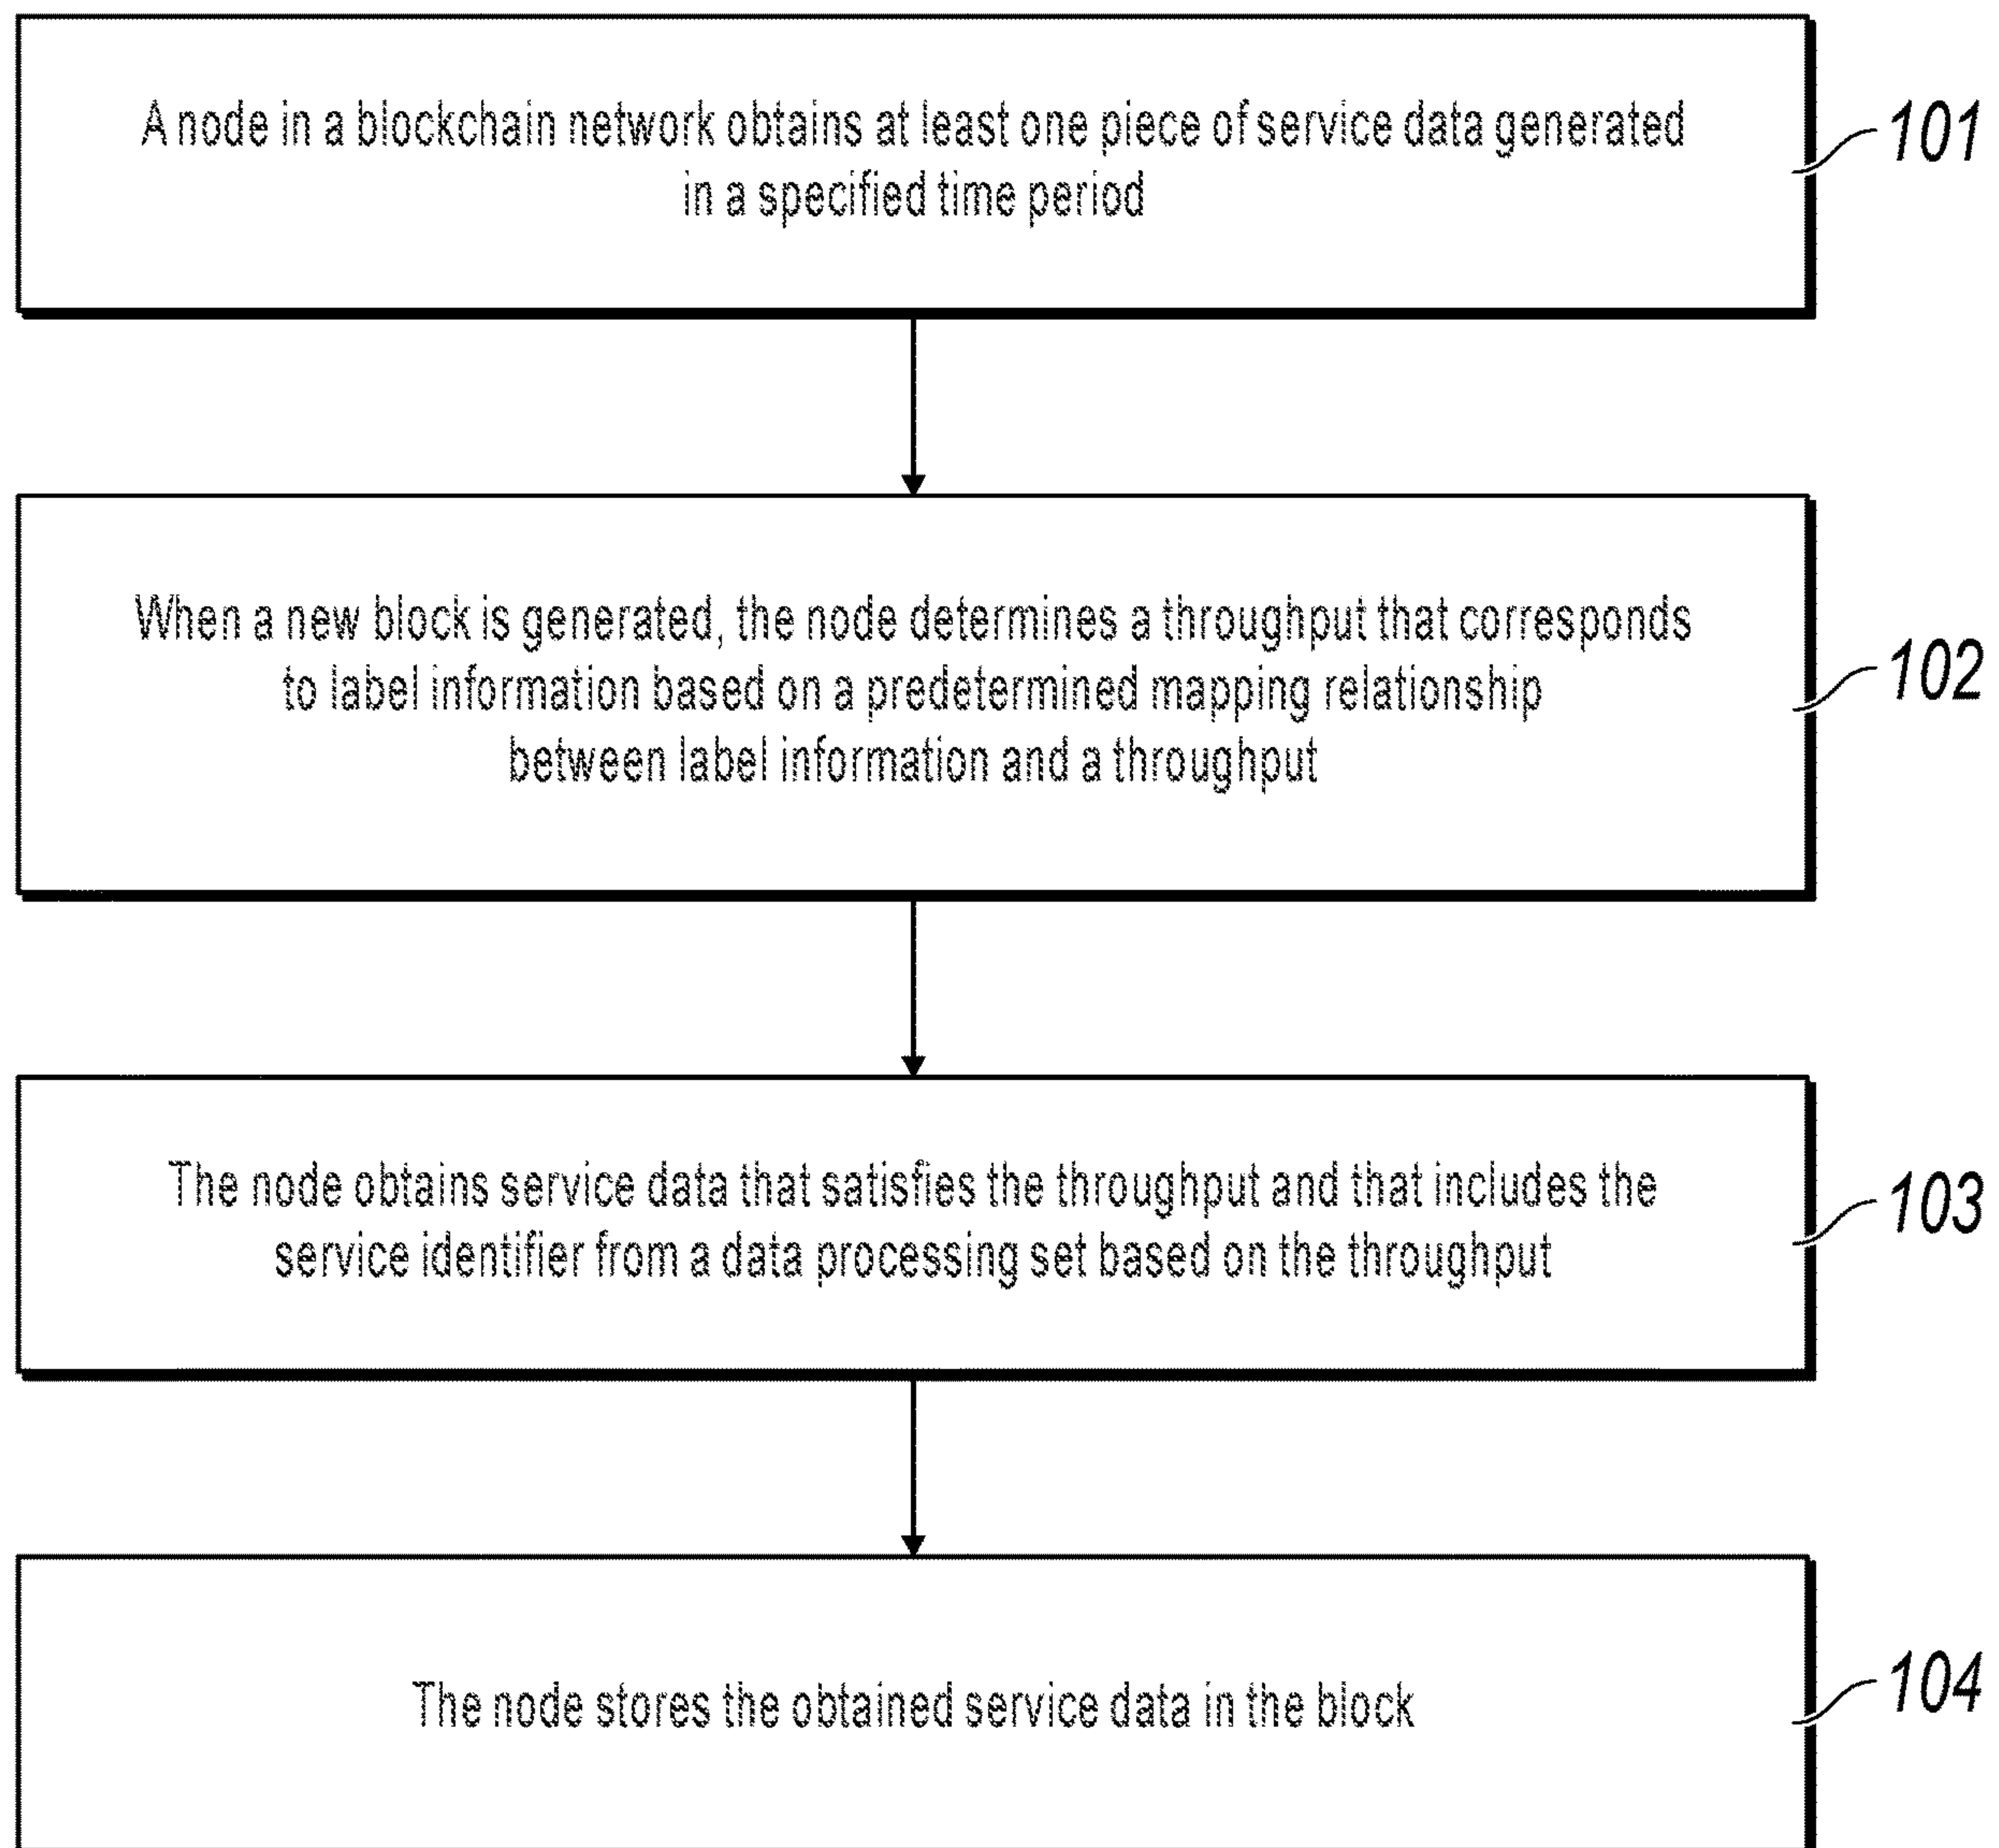 A node in a blockchain network obtains at least one piece of service data generated
in a specified time period
101
When a new block is generated, the node determines a throughput that corresponds
to label information based on a predetermined mapping relationship
between label information and a throughput
102
The node obtains service data that satisfies the throughput and that includes the
service identifier from a data processing set based on the throughput
103
The node stores the obtained service data in the block
104